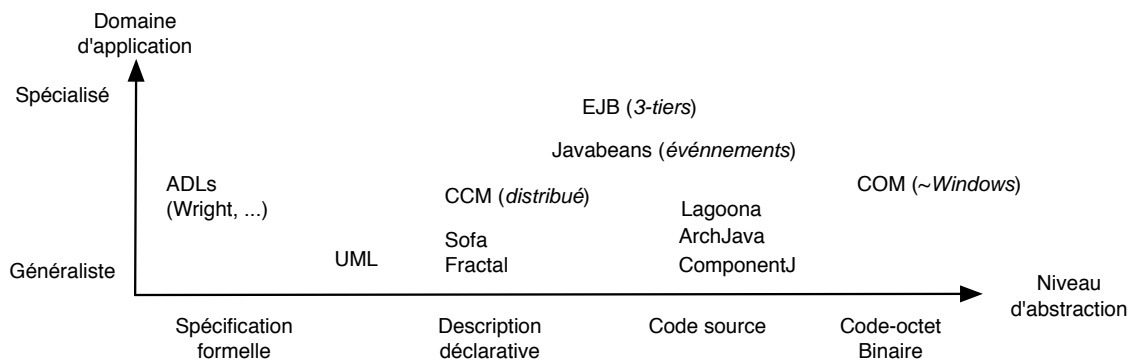 Domaine
d'application
Spécialisé
EJB (3-tiers)
Javabeans (événnements)
ADLs
(Wright, ...)
CCM (distribué)
COM (~Windows)
Lagoona
Sofa
ArchJava
UML
Fractal
ComponentJ
Généraliste
Niveau
d'abstraction
Spécification
formelle
Description
déclarative
Code source
Code-octet
Binaire